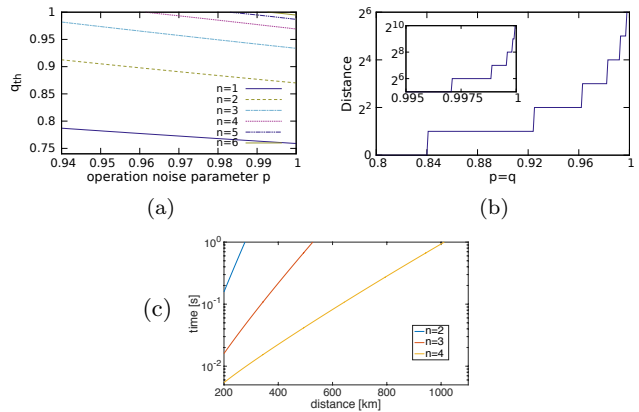 1
0.95
0.9
0.85
0.8
0.75
q_th
n=1
n=2
n=3
n=4
n=5
n=6
0.94 0.95 0.96 0.97 0.98 0.99 1
operation noise parameter p
(a)
2^6
2^4
2^2
2^0
Distance
2^10
2^8
2^6
0.995 0.9975 1
0.8 0.84 0.88 0.92 0.96 1
p=q
(b)
(c)
10^0
10^-1
10^-2
time [s]
n=2
n=3
n=4
200 400 600 800 1000
distance [km]